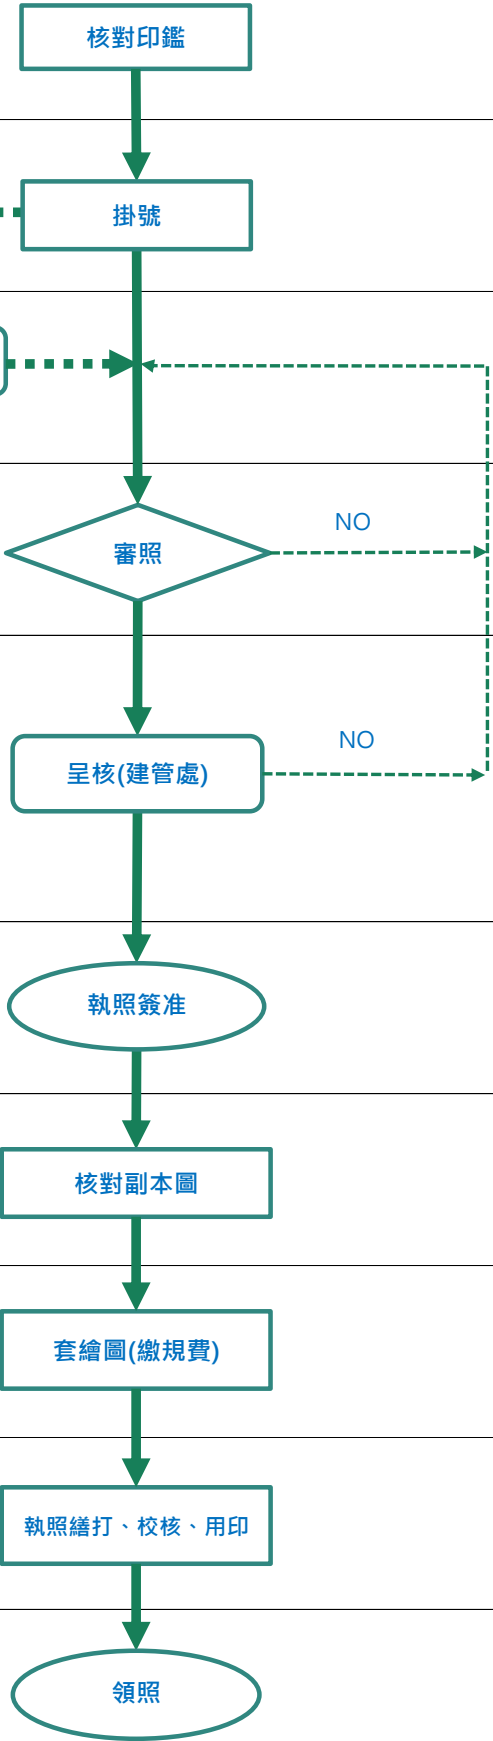 核對印鑑
掛號
審照
NO
呈核(建管處)
NO
執照簽准
核對副本圖
套繪圖(繳規費)
執照繕打、校核、用印
領照